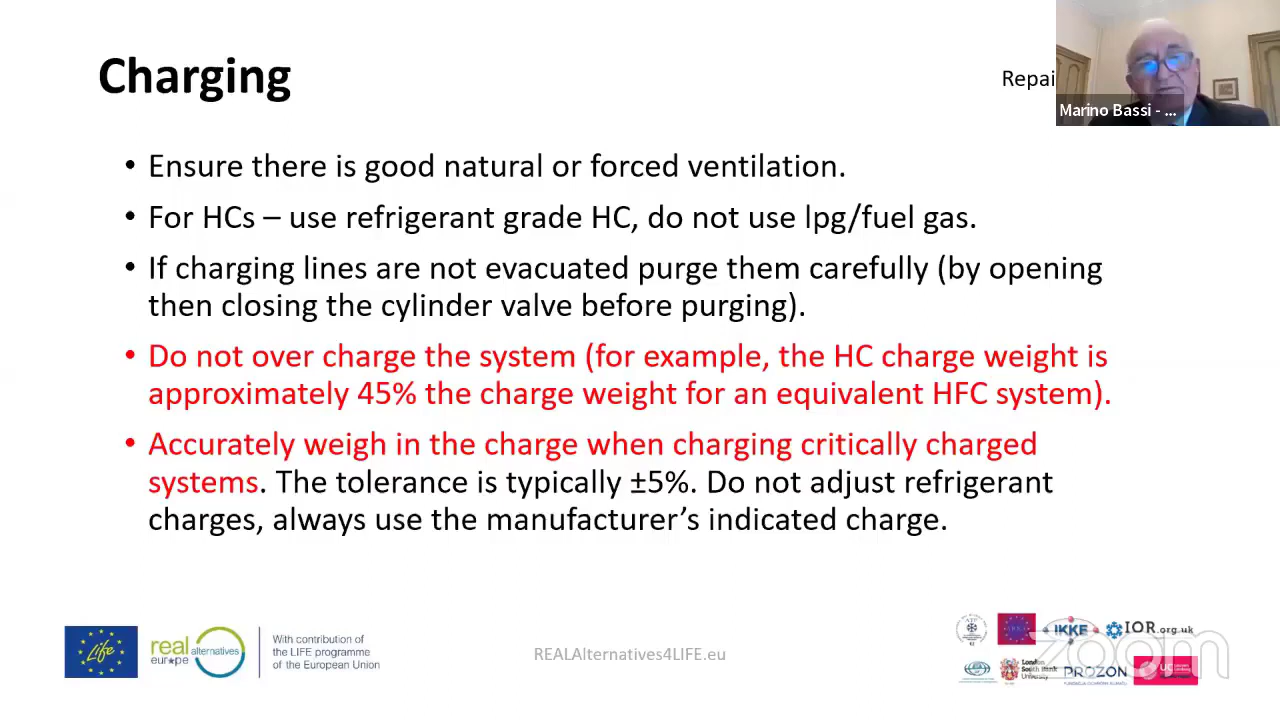 Charging
Repai
Marino Bassi - ...
• Ensure there is good natural or forced ventilation.
• For HCs – use refrigerant grade HC, do not use lpg/fuel gas.
• If charging lines are not evacuated purge them carefully (by opening
then closing the cylinder valve before purging).
• Do not over charge the system (for example, the HC charge weight is
approximately 45% the charge weight for an equivalent HFC system).
• Accurately weigh in the charge when charging critically charged
systems. The tolerance is typically ±5%. Do not adjust refrigerant
charges, always use the manufacturer’s indicated charge.
Life
real alternatives
europe
With contribution of
the LIFE programme
of the European Union
REALAlternatives4LIFE.eu
IKKE
IOR.org.uk
London
South Bank
University
PROZON
zoom